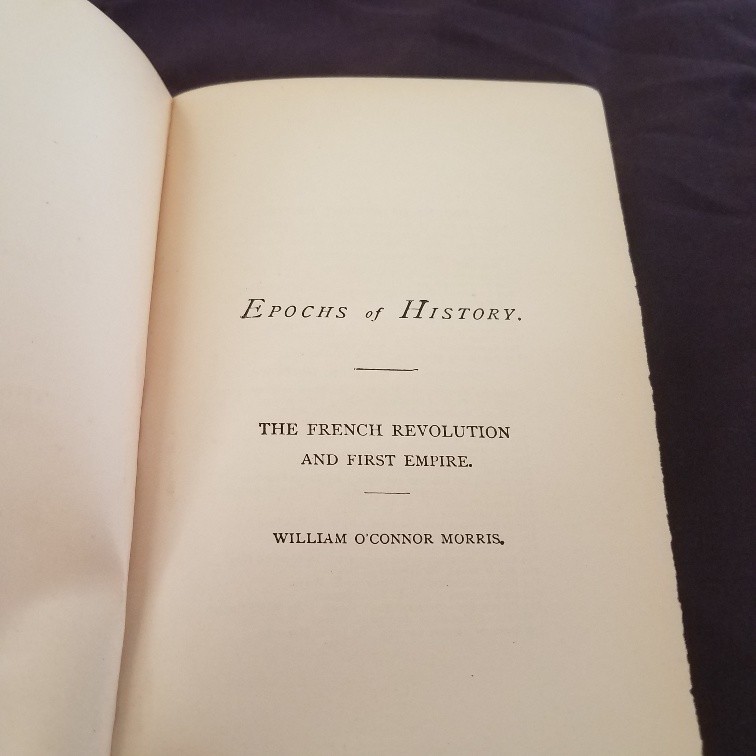 EPOCHS of HISTORY.
THE FRENCH REVOLUTION
AND FIRST EMPIRE.
WILLIAM O'CONNOR MORRIS.